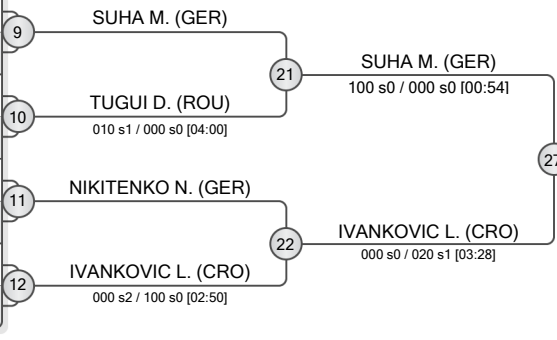 SUHA M. (GER)
9
21
SUHA M. (GER)
100 s0 / 000 s0 [00:54]
TUGUI D. (ROU)
10
010 s1 / 000 s0 [04:00]
27
NIKITENKO N. (GER)
11
22
IVANKOVIC L. (CRO)
000 s0 / 020 s1 [03:28]
IVANKOVIC L. (CRO)
12
000 s2 / 100 s0 [02:50]